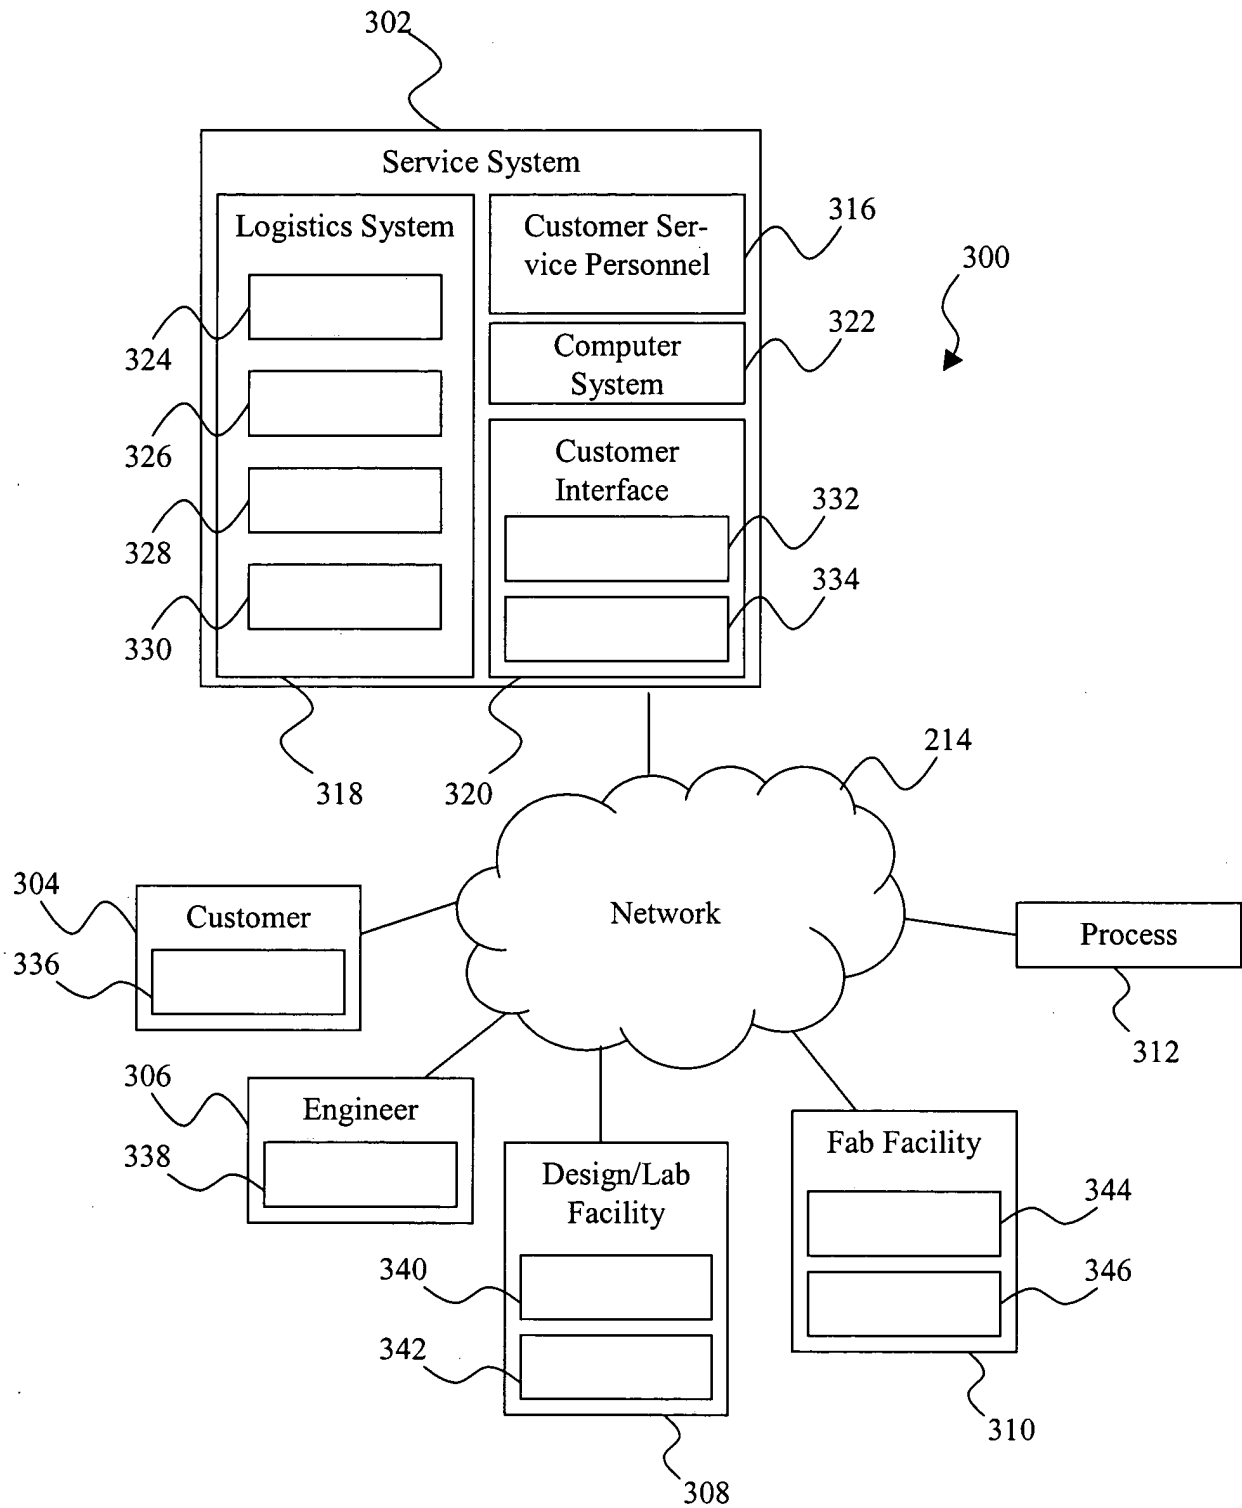 302
Service System
Logistics System
Customer Ser-
vice Personnel
316
300
324
Computer
System
322
326
Customer
Interface
332
328
334
330
318
320
214
304
Customer
Network
Process
336
312
306
Engineer
Fab Facility
338
Design/Lab
Facility
344
340
346
342
310
308